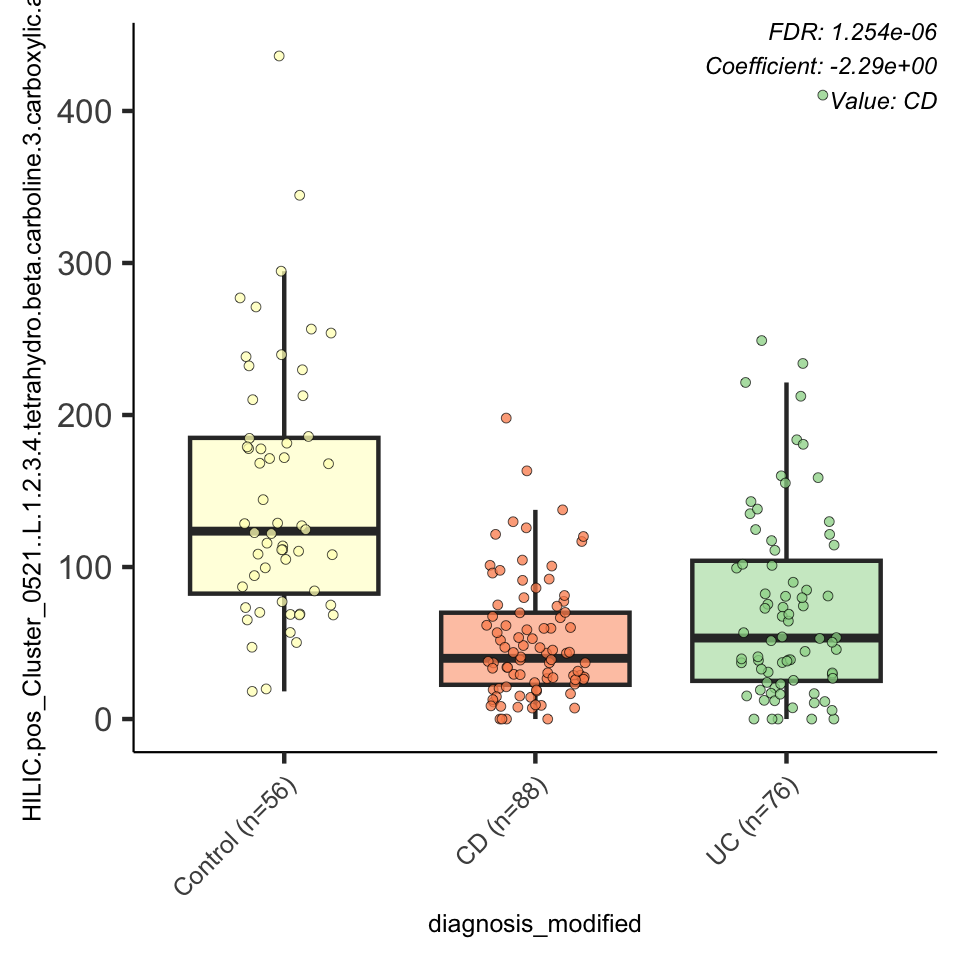 FDR: 1.254e-06
Coefficient: -2.29e+00
Value: CD
HILIC.pos_Cluster_0521..L.1.2.3.4.tetrahydro.beta.carboline.3.carboxylic.a
400
300
200
100
0
Control (n=56)
CD (n=88)
UC (n=76)
diagnosis_modified